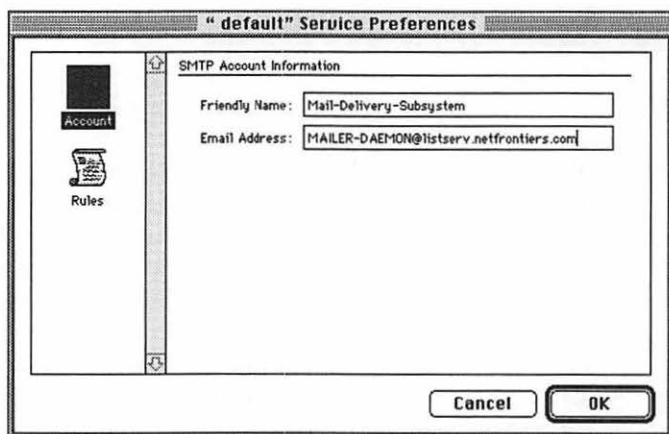 “ default” Service Preferences
Account
Rules
SMTP Account Information
Friendly Name: Mail-Delivery-Subsystem
Email Address: MAILER-DAEMON@listserv.netfrontiers.com
Cancel OK